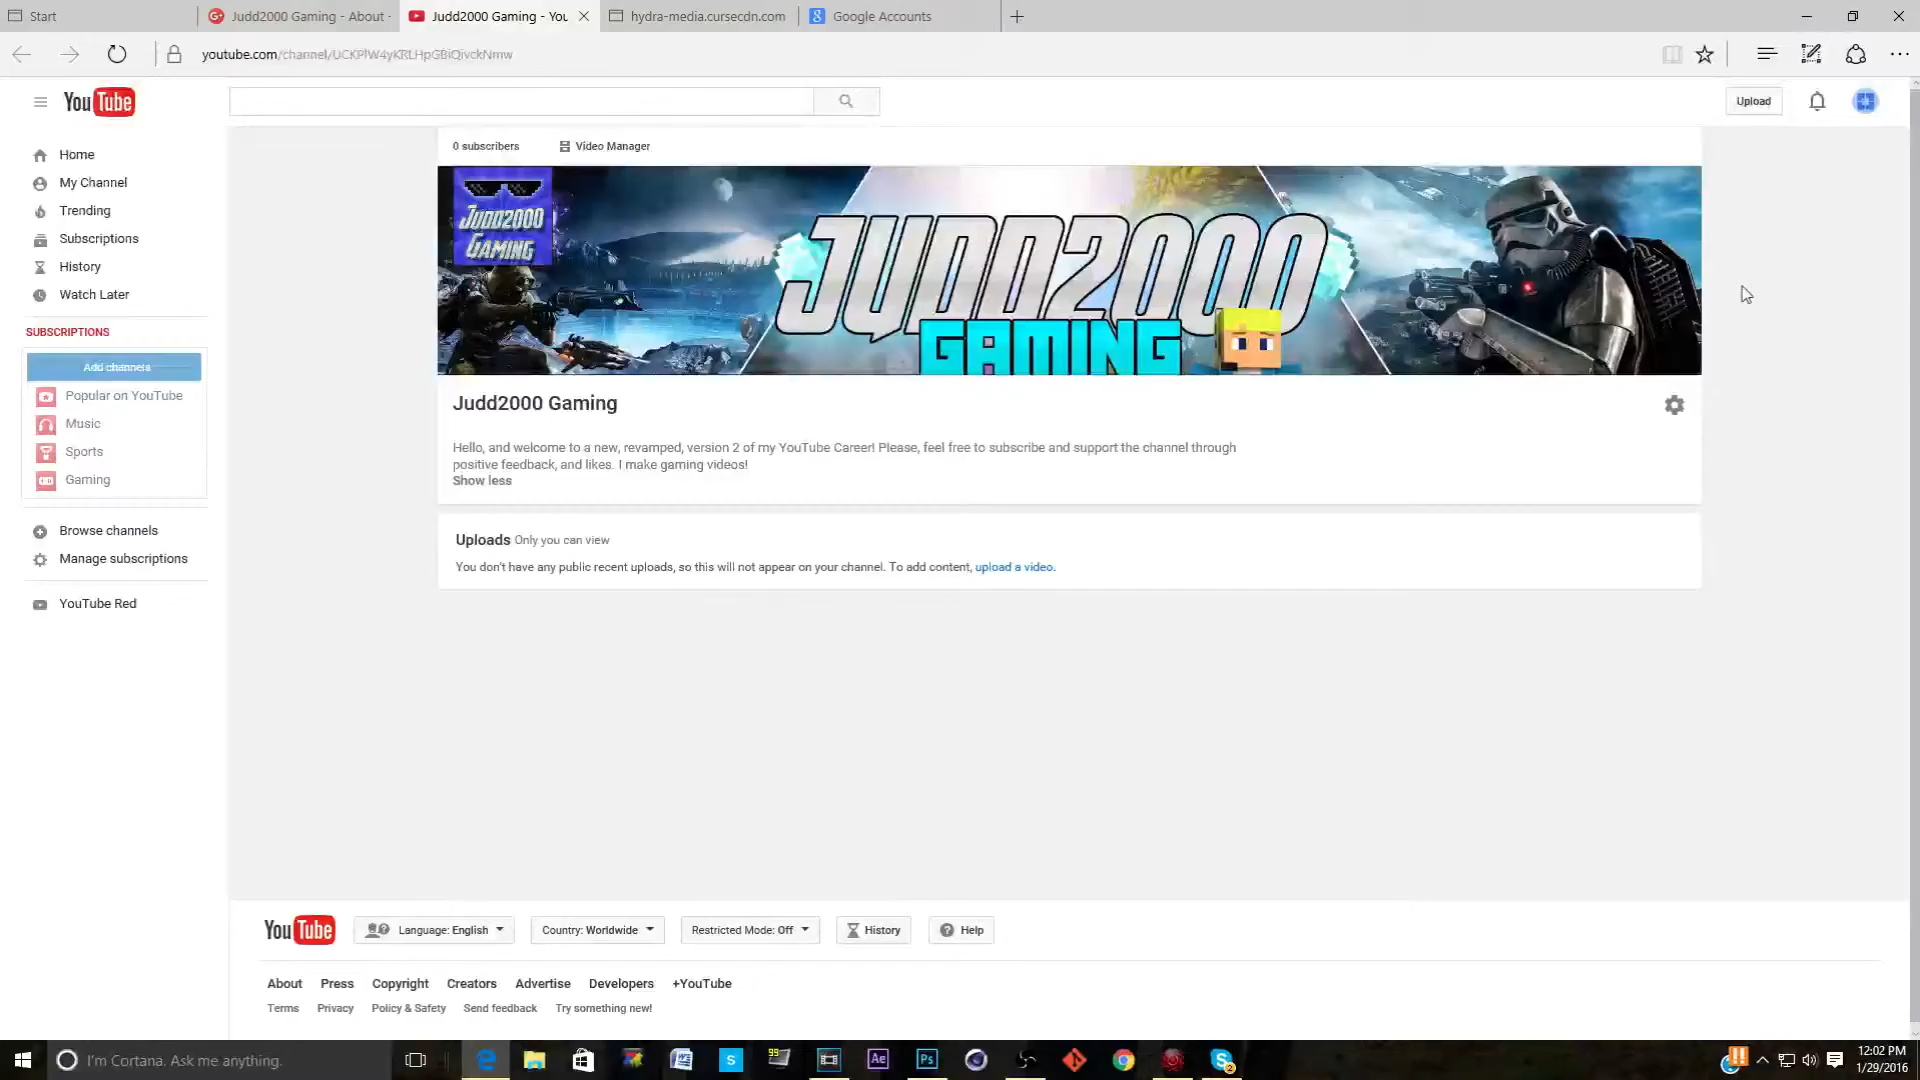 Start
Judd2000 Gaming - About -
Judd2000 Gaming - You
hydra-media.cursecdn.com
Google Accounts
youtube.com/channel/UCKPlW4yKRLHpGBiQivckNmw
YouTube
Upload
Home
My Channel
Trending
Subscriptions
History
Watch Later
SUBSCRIPTIONS
Add channels
Popular on YouTube
Music
Sports
Gaming
Browse channels
Manage subscriptions
YouTube Red
0 subscribers
Video Manager
Judd2000
Gaming
JUDD2000
GAMING
Judd2000 Gaming
Hello, and welcome to a new, revamped, version 2 of my YouTube Career! Please, feel free to subscribe and support the channel through
positive feedback, and likes. I make gaming videos!
Show less
Uploads Only you can view
You don't have any public recent uploads, so this will not appear on your channel. To add content, upload a video.
YouTube
Language: English
Country: Worldwide
Restricted Mode: Off
History
Help
About Press Copyright Creators Advertise Developers +YouTube
Terms Privacy Policy & Safety Send feedback Try something new!
I'm Cortana. Ask me anything.
99
Ae
Ps
2
12:02 PM
1/29/2016